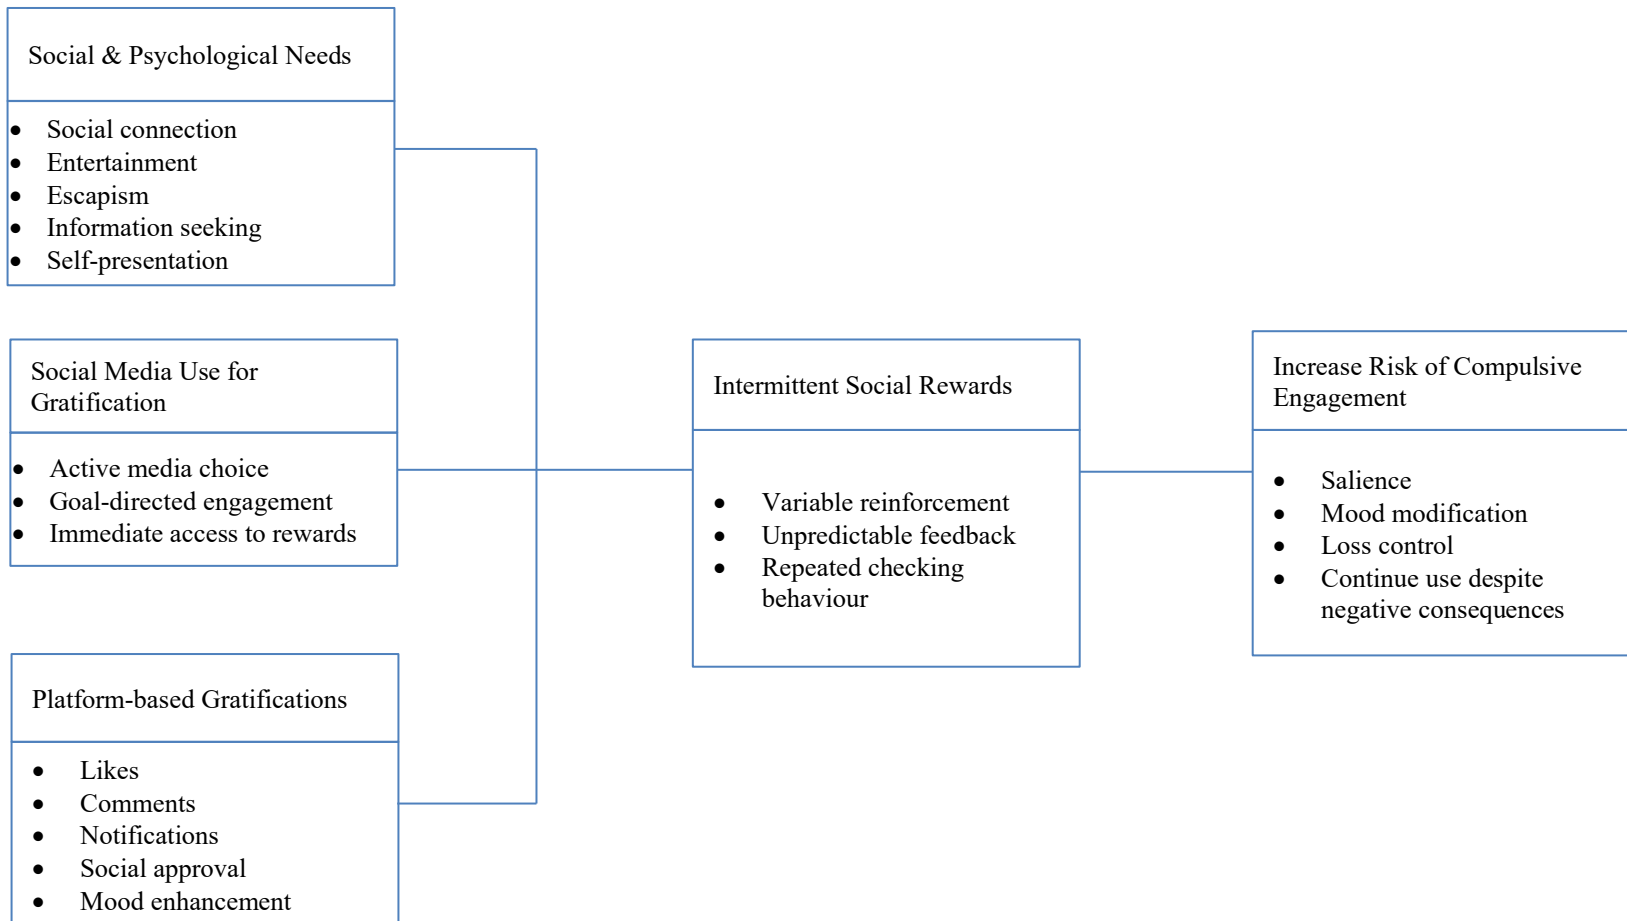 Social & Psychological Needs
• Social connection
• Entertainment
• Escapism
• Information seeking
• Self-presentation
Social Media Use for
Gratification
• Active media choice
• Goal-directed engagement
• Immediate access to rewards
Platform-based Gratifications
• Likes
• Comments
• Notifications
• Social approval
• Mood enhancement
Intermittent Social Rewards
• Variable reinforcement
• Unpredictable feedback
• Repeated checking
behaviour
Increase Risk of Compulsive
Engagement
• Salience
• Mood modification
• Loss control
• Continue use despite
negative consequences